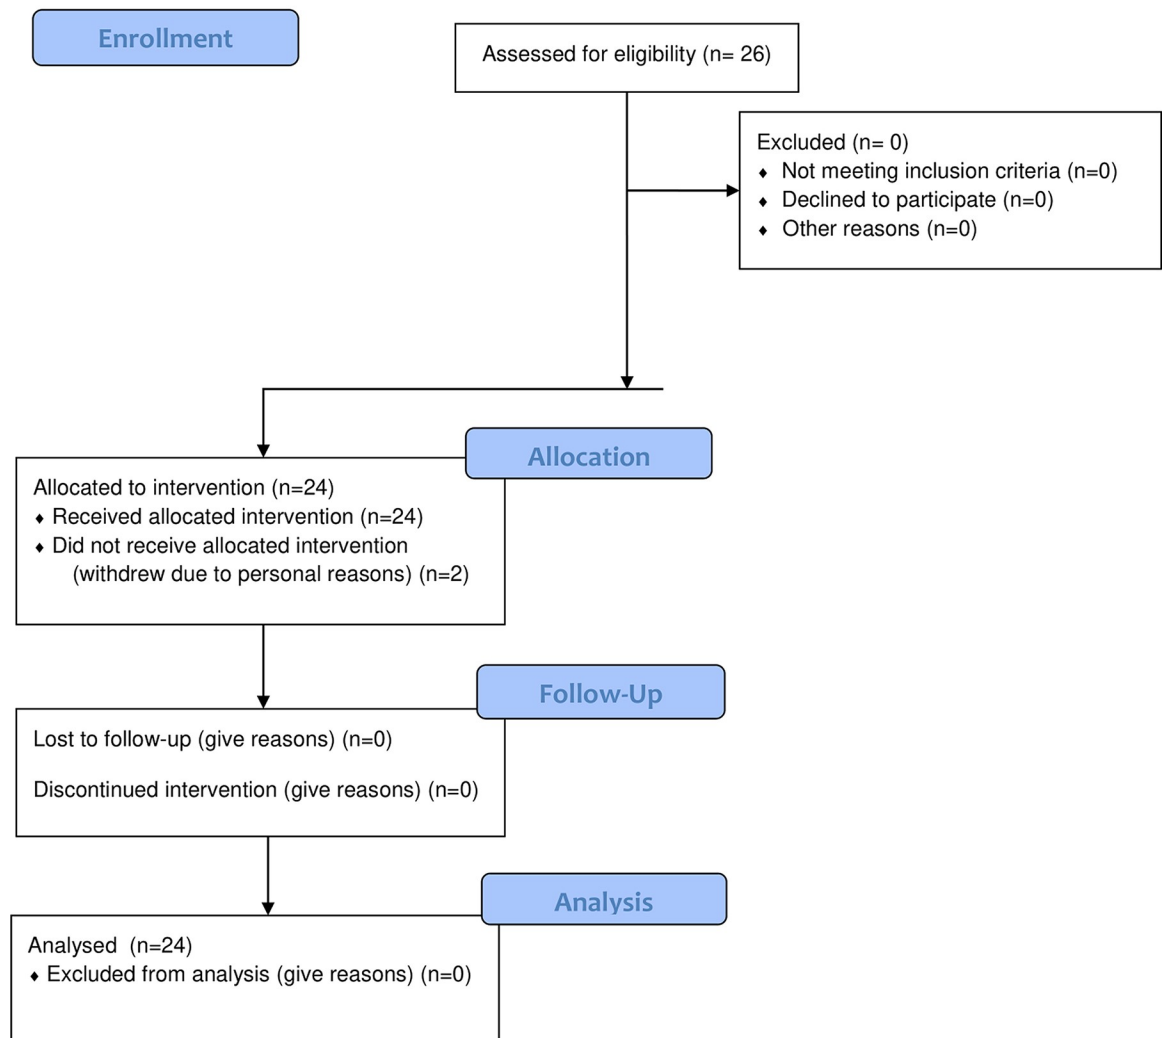 Enrollment
Assessed for eligibility (n= 26)
Excluded (n= 0)
♦ Not meeting inclusion criteria (n=0)
♦ Declined to participate (n=0)
♦ Other reasons (n=0)
Allocation
Allocated to intervention (n=24)
♦ Received allocated intervention (n=24)
♦ Did not receive allocated intervention
(withdrew due to personal reasons) (n=2)
Follow-Up
Lost to follow-up (give reasons) (n=0)
Discontinued intervention (give reasons) (n=0)
Analysis
Analysed (n=24)
♦ Excluded from analysis (give reasons) (n=0)